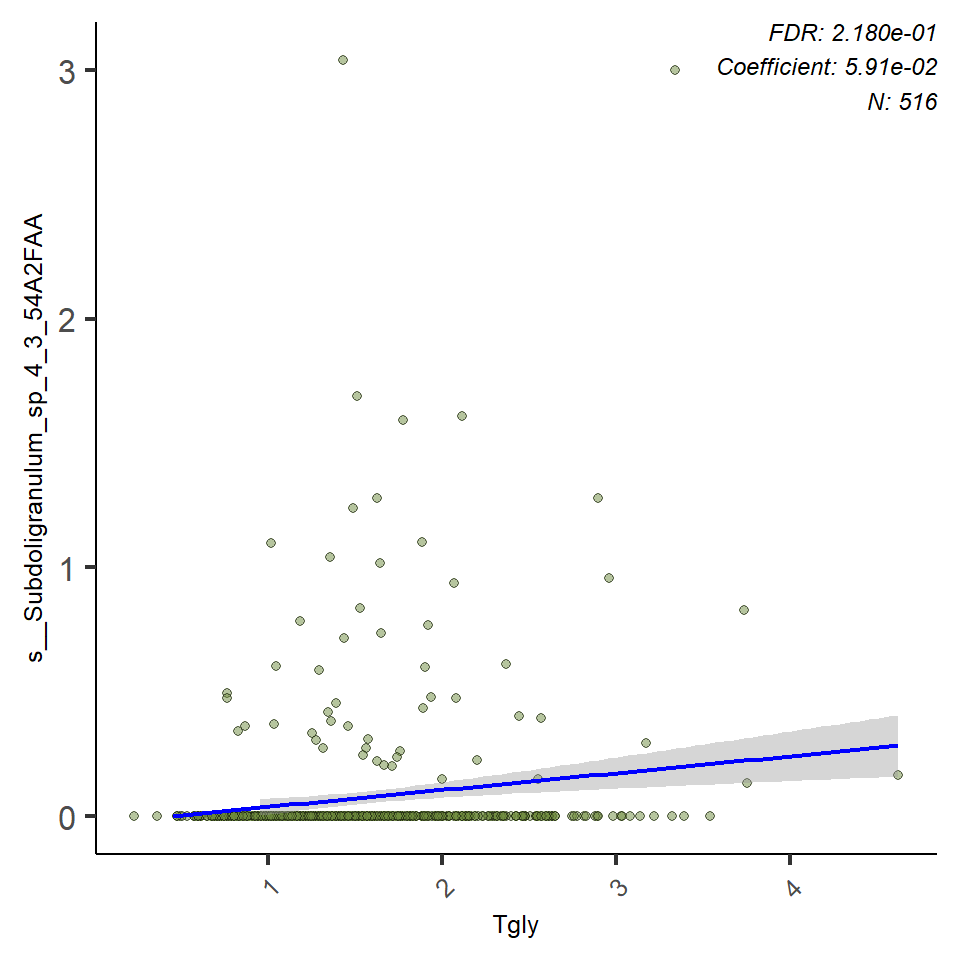 FDR: 2.180e-01
Coefficient: 5.91e-02
N: 516
3
2
1
0
s__Subdoligranulum_sp_4_3_54A2FAA
1
2
3
4
Tgly